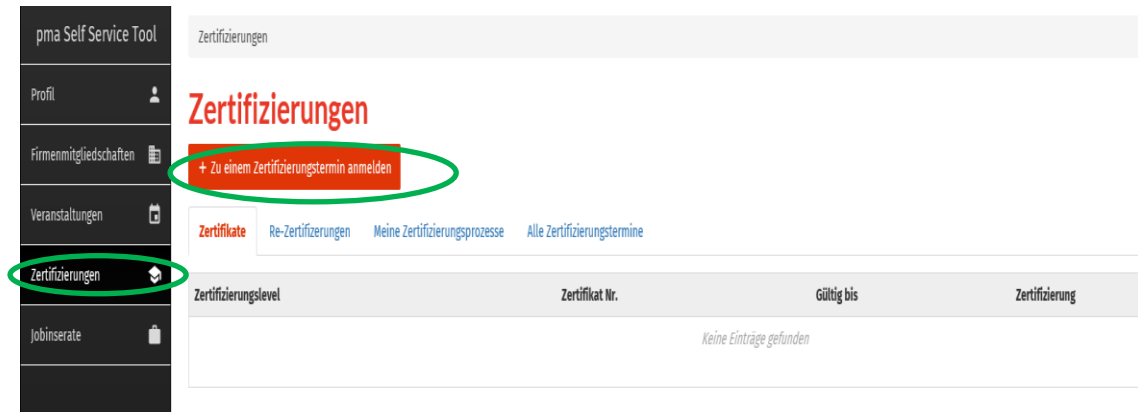 pma Self Service Tool
Profil
Firmenmitgliedschaften
Veranstaltungen
Zertifizierungen
Jobinserate
Zertifizierungen
Zertifizierungen
+ Zu einem Zertifizierungstermin anmelden
Zertifikate Re-Zertifizerungen Meine Zertifizierungsprozesse Alle Zertifizierungstermine
Zertifizierungslevel Zertifikat Nr. Gültig bis Zertifizierung
Keine Einträge gefunden